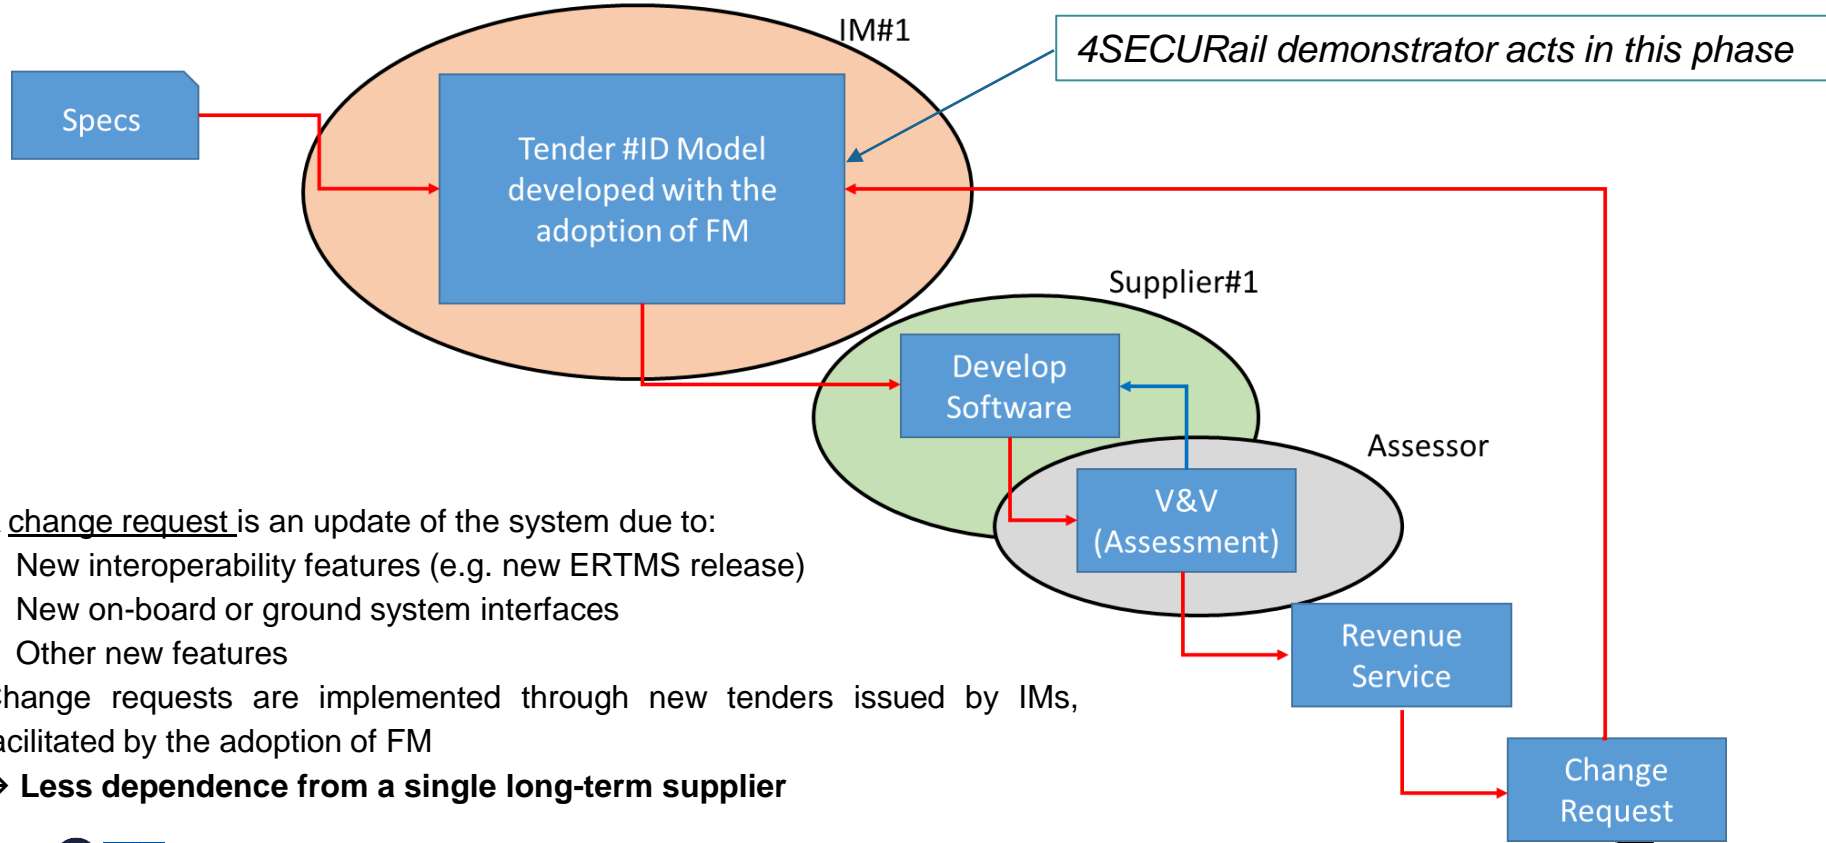 IM#1
4SECURail demonstrator acts in this phase
Specs
Tender #ID Model
developed with the
adoption of FM
Supplier#1
Develop
Software
Assessor
V&V
(Assessment)
change request is an update of the system due to:
New interoperability features (e.g. new ERTMS release)
New on-board or ground system interfaces
Other new features
hange requests are implemented through new tenders issued by IMs,
acilitated by the adoption of FM
Less dependence from a single long-term supplier
Revenue
Service
Change
Request